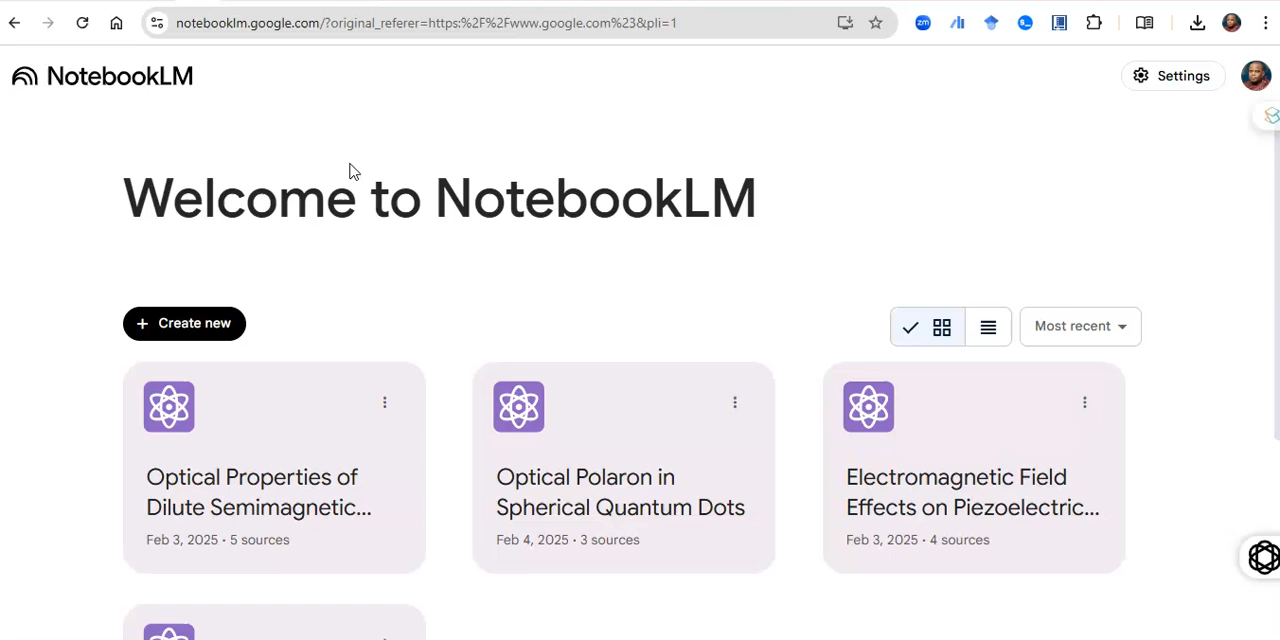 notebooklm.google.com/?original_referer=https:%2F%2Fwww.google.com%23&pli=1
zm
NotebookLM
Settings
Welcome to NotebookLM
+ Create new
Most recent
Optical Properties of
Dilute Semimagnetic...
Feb 3, 2025 · 5 sources
Optical Polaron in
Spherical Quantum Dots
Feb 4, 2025 · 3 sources
Electromagnetic Field
Effects on Piezoelectric...
Feb 3, 2025 · 4 sources